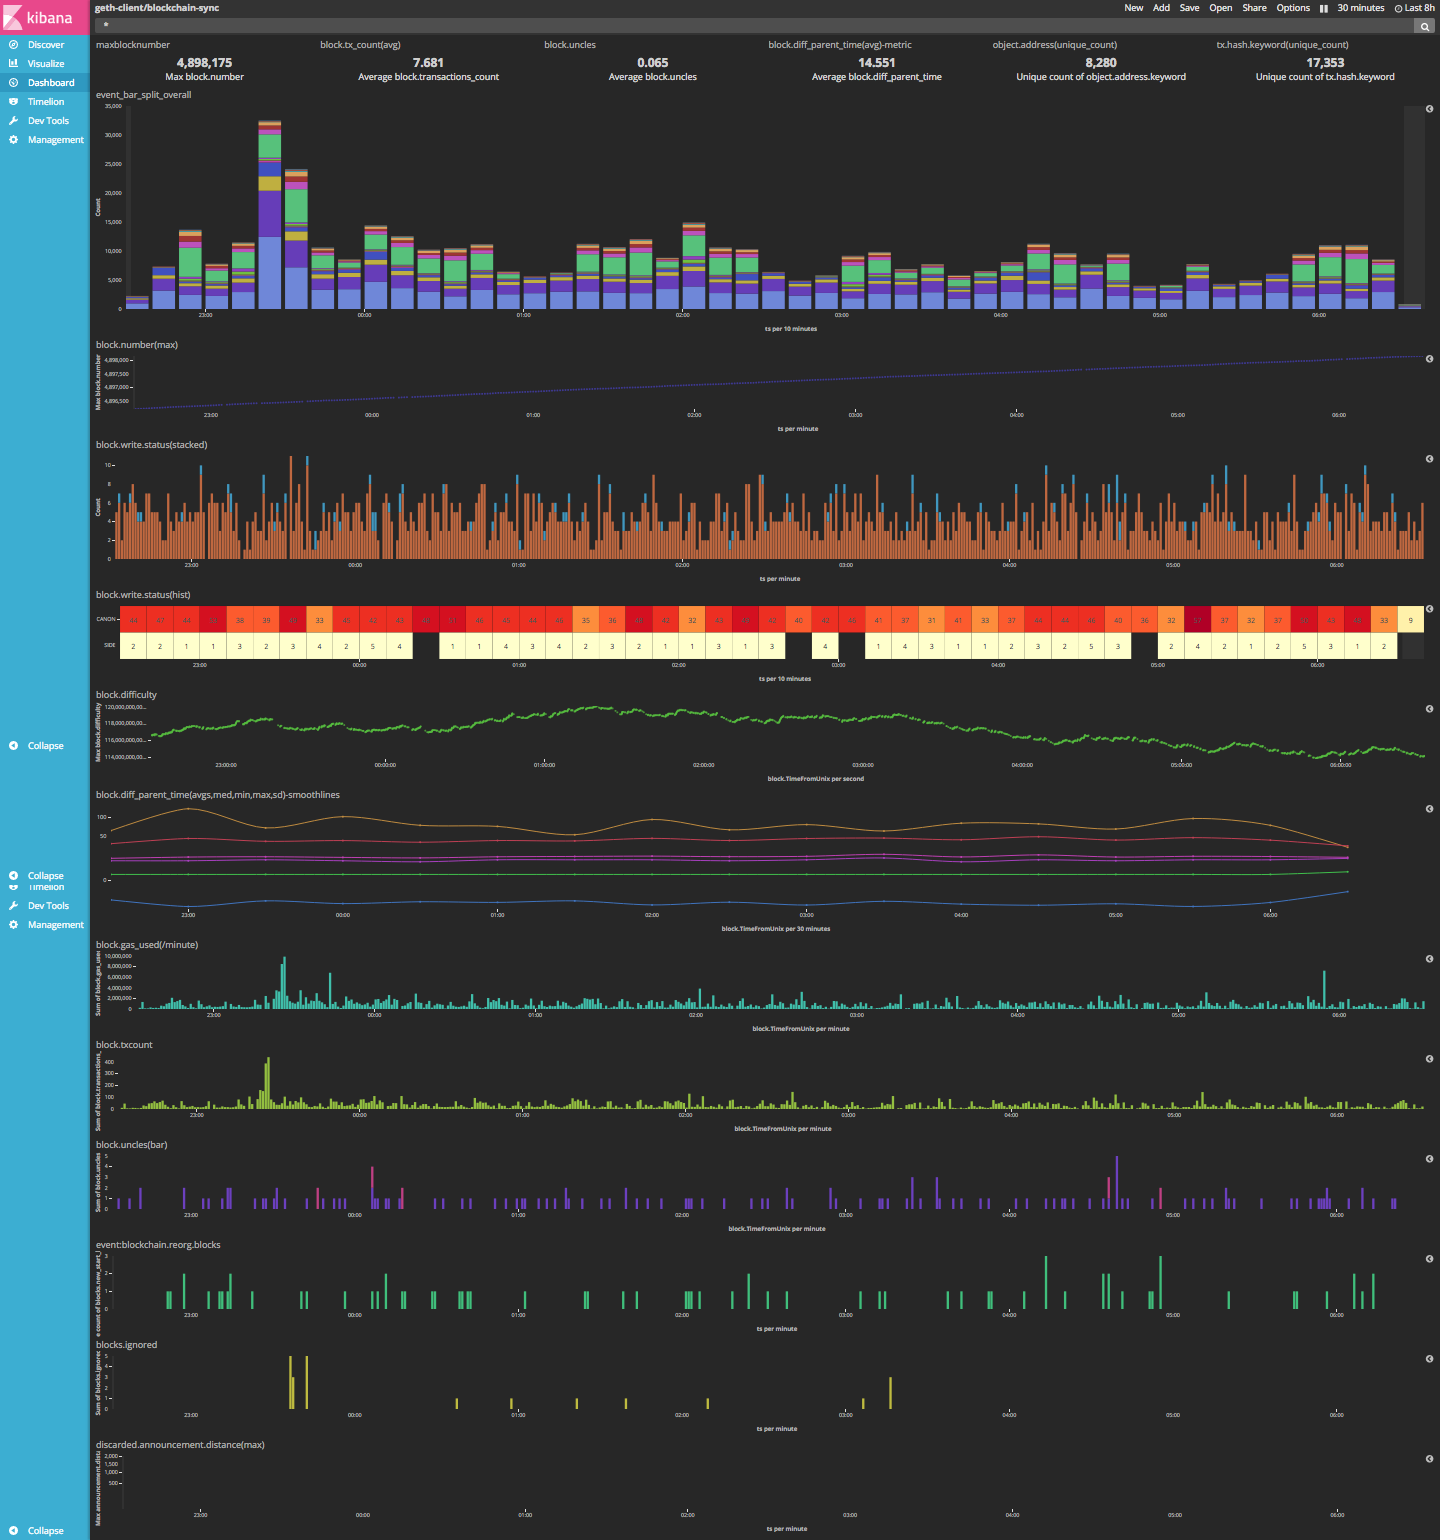 kibana
Discover
Visualize
Dashboard
Timelion
Dev Tools
Management
Collapse
Collapse
Timelion
Dev Tools
Management
Collapse
geth-client/blockchain-sync
New Add Save Open Share Options 30 minutes Last 8h
*
maxblocknumber block.tx_count(avg) block.uncles block.diff_parent_time(avg)-metric object.address(unique_count) tx.hash.keyword(unique_count)
4,898,175 7.681 0.065 14.551 8,280 17,353
Max block.number Average block.transactions_count Average block.uncles Average block.diff_parent_time Unique count of object.address.keyword Unique count of tx.hash.keyword
event_bar_split_overall
35,000
30,000
25,000
20,000
15,000
10,000
5,000
0
Count
23:00 00:00 01:00 02:00 03:00 04:00 05:00 06:00
ts per 10 minutes
block.number(max)
4,898,000
4,897,500
4,897,000
4,896,500
Max block.number
23:00 00:00 01:00 02:00 03:00 04:00 05:00 06:00
ts per minute
block.write.status(stacked)
10
8
6
4
2
0
Count
23:00 00:00 01:00 02:00 03:00 04:00 05:00 06:00
ts per minute
block.write.status(hist)
CANON 38 39 33 35 36 32 40 37 31 41 33 37 40 36 32 37 32 37 33 9
SIDE 2 2 1 1 3 2 3 4 2 5 4 1 1 4 3 4 2 3 2 1 1 3 1 3 4 1 4 3 1 1 2 3 2 5 3 2 4 2 1 2 5 3 1 2
23:00 00:00 01:00 02:00 03:00 04:00 05:00 06:00
ts per 10 minutes
block.difficulty
120,000,000,00...
118,000,000,00...
116,000,000,00...
114,000,000,00...
Max block.difficulty
23:00:00 00:00:00 01:00:00 02:00:00 03:00:00 04:00:00 05:00:00 06:00:00
block.TimeFromUnix per second
block.diff_parent_time(avgs,med,min,max,sd)-smoothlines
100
50
0
23:00 00:00 01:00 02:00 03:00 04:00 05:00 06:00
block.TimeFromUnix per 30 minutes
block.gas_used(/minute)
10,000,000
8,000,000
6,000,000
4,000,000
2,000,000
0
Sum of block.gas_used
23:00 00:00 01:00 02:00 03:00 04:00 05:00 06:00
block.TimeFromUnix per minute
block.txcount
400
300
200
100
0
Sum of block.transactions_
23:00 00:00 01:00 02:00 03:00 04:00 05:00 06:00
block.TimeFromUnix per minute
block.uncles(bar)
5
4
3
2
1
0
Sum of block.uncles
23:00 00:00 01:00 02:00 03:00 04:00 05:00 06:00
block.TimeFromUnix per minute
event:blockchain.reorg.blocks
3
2
1
0
e count of blocks.new_start_
23:00 00:00 01:00 02:00 03:00 04:00 05:00 06:00
ts per minute
blocks.ignored
5
4
3
2
1
0
Sum of blocks.ignored
23:00 00:00 01:00 02:00 03:00 04:00 05:00 06:00
ts per minute
discarded.announcement.distance(max)
2,000
1,500
1,000
500
Max announcement.dista
23:00 00:00 01:00 02:00 03:00 04:00 05:00 06:00
ts per minute